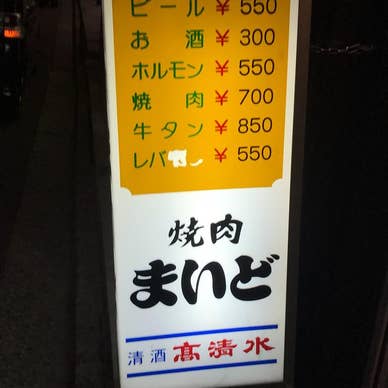 ビール ￥550
お酒 ￥300
ホルモン ￥550
焼肉 ￥700
牛タン ￥850
レバー ￥550
焼肉
まいど
清酒 高清水